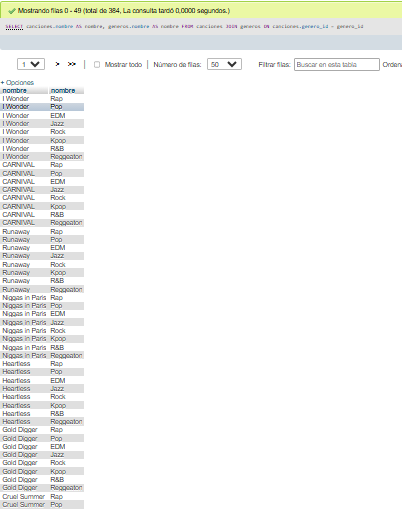 Mostrando filas 0 - 49 (total de 384, La consulta tardó 0,0000 segundos.)
SELECT canciones.nombre AS nombre, generos.nombre AS nombre FROM canciones JOIN generos ON canciones.genero_id = genero_id
1 > >> Mostrar todo Número de filas: 50 Filtrar filas: Buscar en esta tabla Orden
+ Opciones
nombre nombre
I Wonder Rap
I Wonder Pop
I Wonder EDM
I Wonder Jazz
I Wonder Rock
I Wonder Kpop
I Wonder R&B
I Wonder Reggeaton
CARNIVAL Rap
CARNIVAL Pop
CARNIVAL EDM
CARNIVAL Jazz
CARNIVAL Rock
CARNIVAL Kpop
CARNIVAL R&B
CARNIVAL Reggeaton
Runaway Rap
Runaway Pop
Runaway EDM
Runaway Jazz
Runaway Rock
Runaway Kpop
Runaway R&B
Runaway Reggeaton
Niggas in Paris Rap
Niggas in Paris Pop
Niggas in Paris EDM
Niggas in Paris Jazz
Niggas in Paris Rock
Niggas in Paris Kpop
Niggas in Paris R&B
Niggas in Paris Reggeaton
Heartless Rap
Heartless Pop
Heartless EDM
Heartless Jazz
Heartless Rock
Heartless Kpop
Heartless R&B
Heartless Reggeaton
Gold Digger Rap
Gold Digger Pop
Gold Digger EDM
Gold Digger Jazz
Gold Digger Rock
Gold Digger Kpop
Gold Digger R&B
Gold Digger Reggeaton
Cruel Summer Rap
Cruel Summer Pop